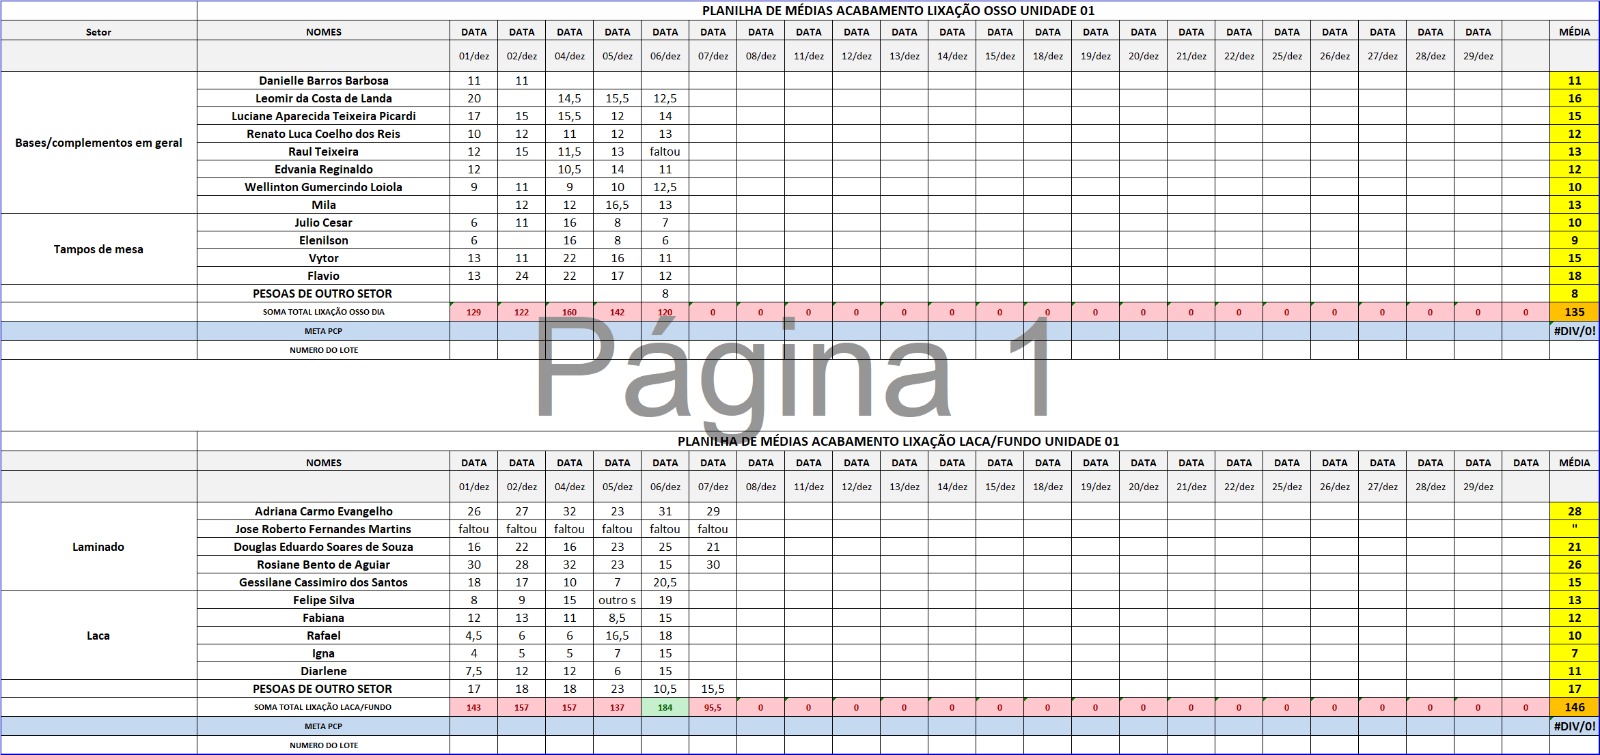 PLANILHA DE MÉDIAS ACABAMENTO LIXAÇÃO OSSO UNIDADE 01
Setor NOMES DATA DATA DATA DATA DATA DATA DATA DATA DATA DATA DATA DATA DATA DATA DATA DATA DATA DATA DATA DATA DATA DATA MÉDIA
01/dez 02/dez 04/dez 05/dez 06/dez 07/dez 08/dez 11/dez 12/dez 13/dez 14/dez 15/dez 18/dez 19/dez 20/dez 21/dez 22/dez 25/dez 26/dez 27/dez 28/dez 29/dez
Danielle Barros Barbosa 11 11 11
Leomir da Costa de Landa 20 14,5 15,5 12,5 16
Luciane Aparecida Teixeira Picardi 17 15 15,5 12 14 15
Renato Luca Coelho dos Reis 10 12 11 12 13 12
Bases/complementos em geral
Raul Teixeira 12 15 11,5 13 faltou 13
Edvania Reginaldo 12 10,5 14 11 12
Wellinton Gumercindo Loiola 9 11 9 10 12,5 10
Mila 12 12 16,5 13 13
Julio Cesar 6 11 16 8 7 10
Elenilson 6 16 8 6 9
Tampos de mesa
Vytor 13 11 22 16 11 15
Flavio 13 24 22 17 12 18
PESOAS DE OUTRO SETOR 8 8
SOMA TOTAL LIXAÇÃO OSSO DIA 129 122 160 142 120 0 0 0 0 0 0 0 0 0 0 0 0 0 0 0 0 0 0 135
META PCP #DIV/0!
NUMERO DO LOTE
Página 1
PLANILHA DE MÉDIAS ACABAMENTO LIXAÇÃO LACA/FUNDO UNIDADE 01
NOMES DATA DATA DATA DATA DATA DATA DATA DATA DATA DATA DATA DATA DATA DATA DATA DATA DATA DATA DATA DATA DATA DATA DATA MÉDIA
01/dez 02/dez 04/dez 05/dez 06/dez 07/dez 08/dez 11/dez 12/dez 13/dez 14/dez 15/dez 18/dez 19/dez 20/dez 21/dez 22/dez 25/dez 26/dez 27/dez 28/dez 29/dez
Adriana Carmo Evangelho 26 27 32 23 31 29 28
Jose Roberto Fernandes Martins faltou faltou faltou faltou faltou faltou "
Laminado Douglas Eduardo Soares de Souza 16 22 16 23 25 21 21
Rosiane Bento de Aguiar 30 28 32 23 15 30 26
Gessilane Cassimiro dos Santos 18 17 10 7 20,5 15
Felipe Silva 8 9 15 outro s 19 13
Fabiana 12 13 11 8,5 15 12
Laca Rafael 4,5 6 6 16,5 18 10
Igna 4 5 5 7 15 7
Diarlene 7,5 12 12 6 15 11
PESOAS DE OUTRO SETOR 17 18 18 23 10,5 15,5 17
SOMA TOTAL LIXAÇÃO LACA/FUNDO 143 157 157 137 184 95,5 0 0 0 0 0 0 0 0 0 0 0 0 0 0 0 0 0 146
META PCP #DIV/0!
NUMERO DO LOTE